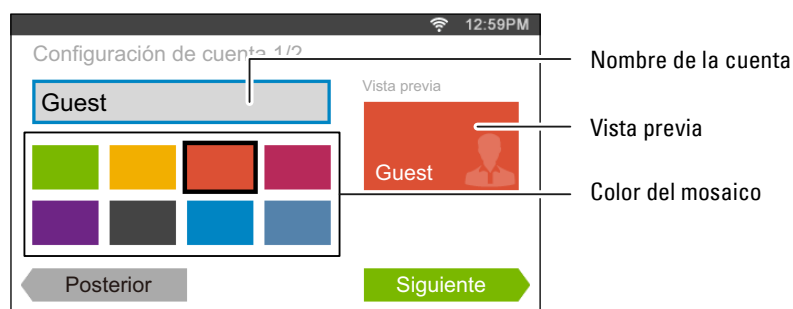 12:59PM
Configuración de cuenta 1/2
Guest
Vista previa
Guest
Posterior
Siguiente
Nombre de la cuenta
Vista previa
Color del mosaico